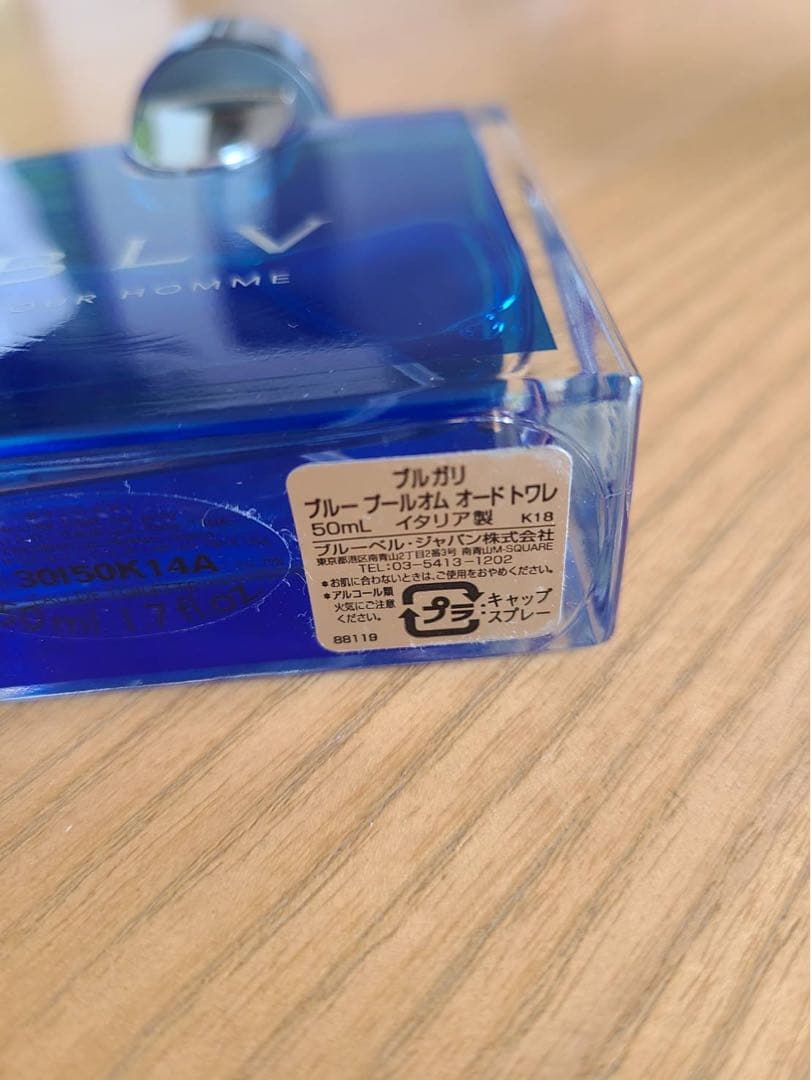 BLV
POUR HOMME
ブルガリ
ブルー プールオム オードトワレ
50mL イタリア製 K18
ブルーベル・ジャパン株式会社
東京都港区南青山2丁目2番3号 南青山M-SQUARE
TEL:03-5413-1202
*お肌に合わないときは、ご使用をおやめください。
*アルコール類
火気にご注意
ください。
プラ
:キャップ
スプレー
88119
30150K14A
50ml 1.7fl.oz